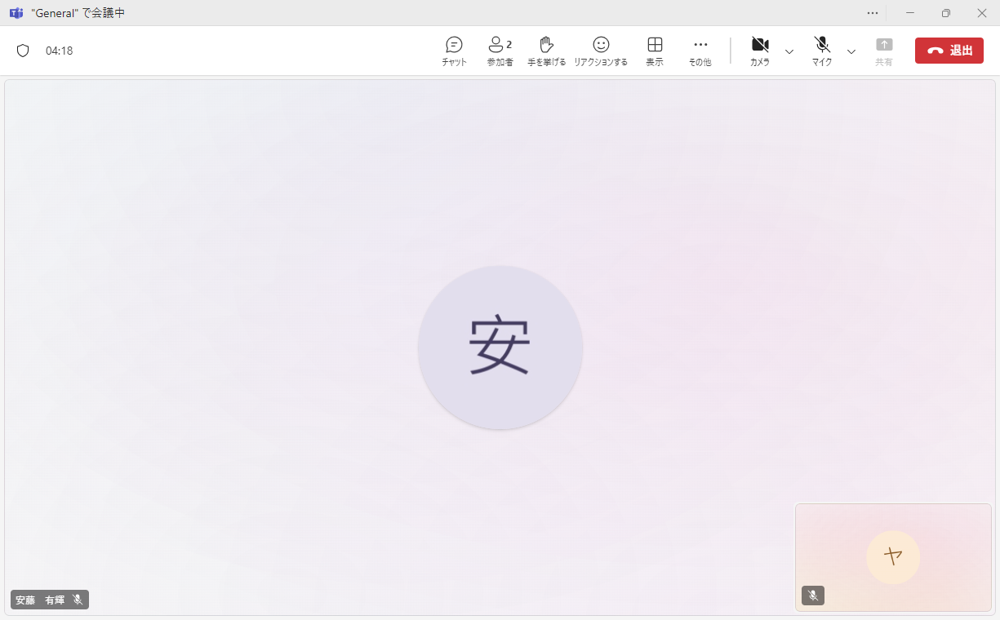 "General" で会議中
04:18
チャット
参加者 2
手を挙げる
リアクションする
表示
その他
カメラ
マイク
共有
退出
安
ヤ
安藤　有輝